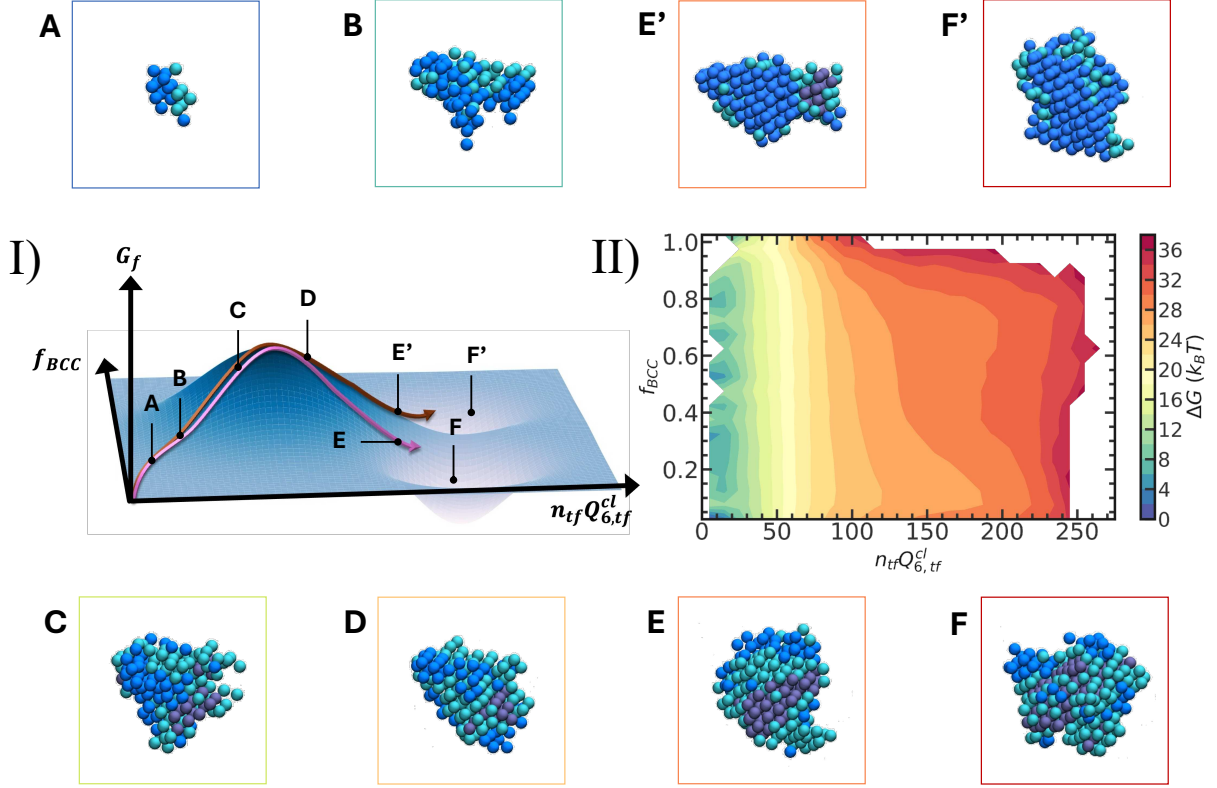 A
B
E’
F’
I)
G_f
f_BCC
A
B
C
D
E’
F’
E
F
n_tf Q^cl_6,tf
II)
1.0
0.8
0.6
0.4
0.2
f_BCC
0
50
100
150
200
250
n_tf Q^cl_6, tf
36
32
28
24
20
16
12
8
4
0
ΔG (k_BT)
C
D
E
F